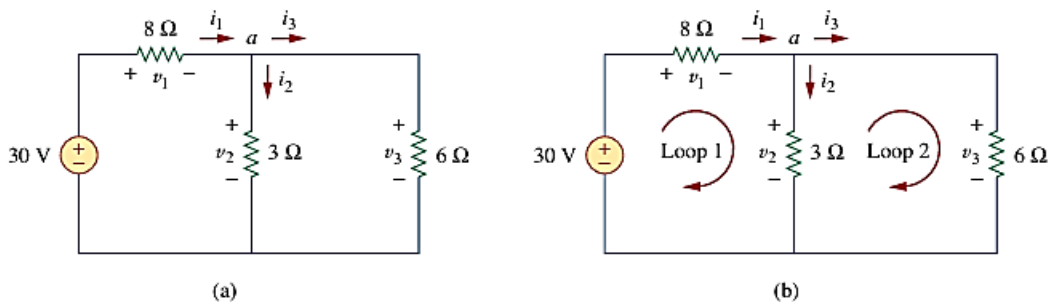 8 Ω i₁ a i₃
+ v₁ −
i₂
30 V + −
+ v₂ − 3 Ω
+ v₃ − 6 Ω
(a)
8 Ω i₁ a i₃
+ v₁ −
i₂
30 V + −
Loop 1
+ v₂ − 3 Ω
Loop 2
+ v₃ − 6 Ω
(b)